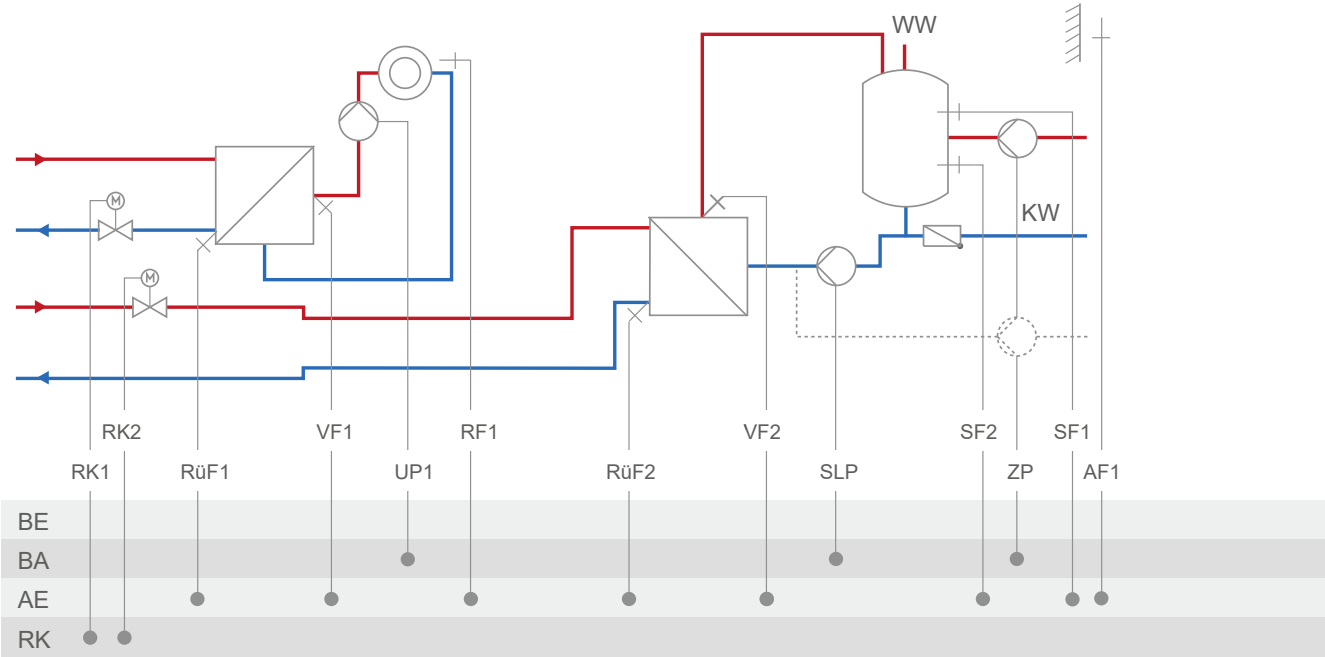 WW
M
KW
M
RK2 VF1 RF1 VF2 SF2 SF1
RK1 RüF1 UP1 RüF2 SLP ZP AF1
BE
BA
AE
RK